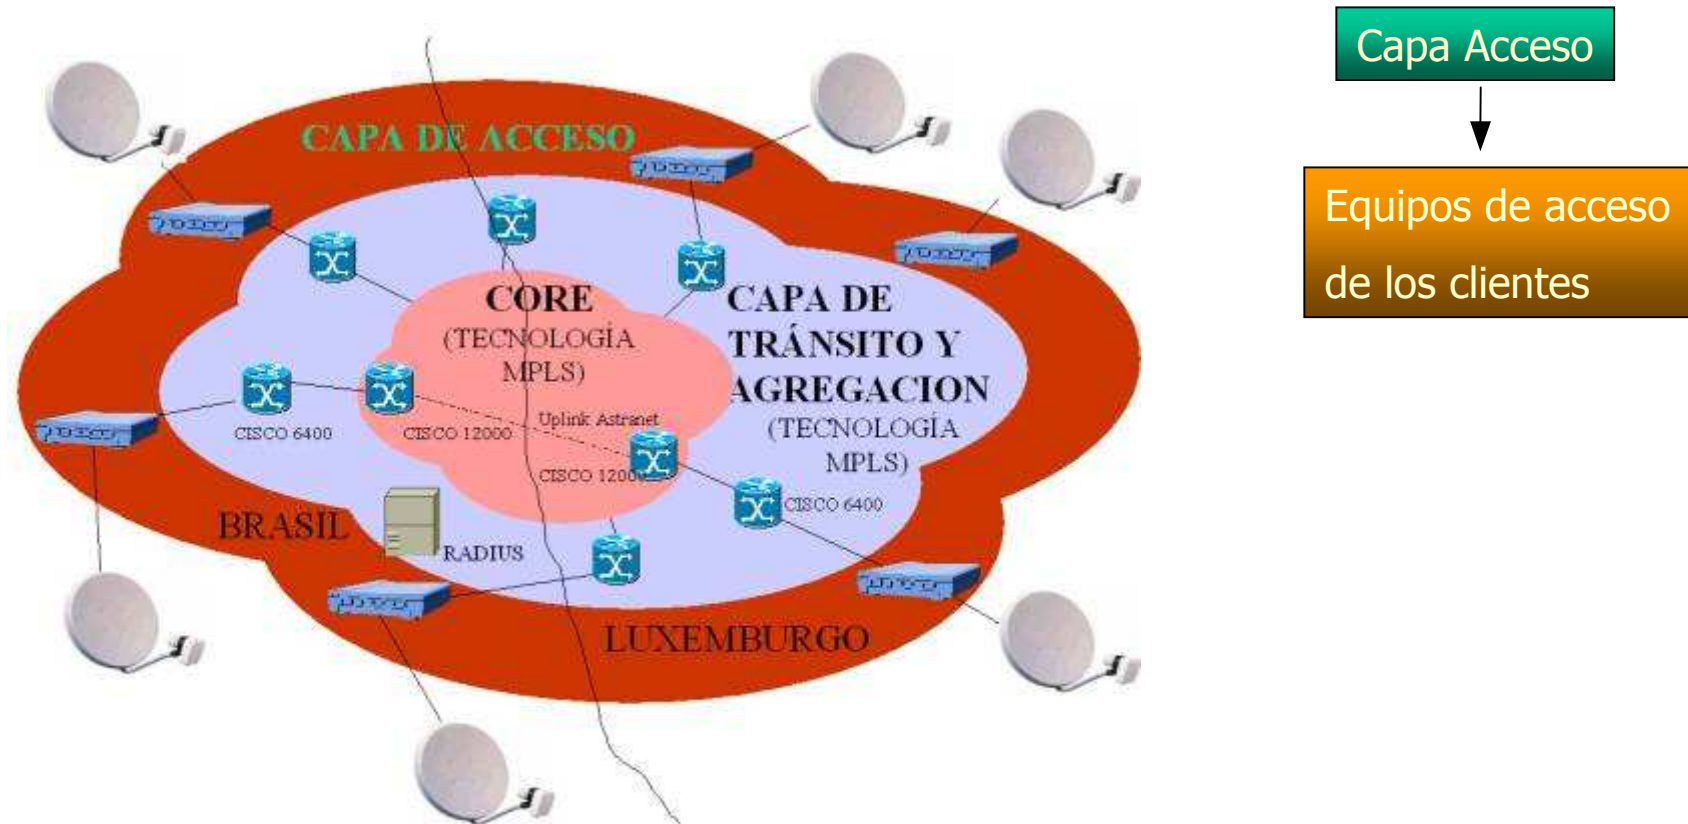 Capa Acceso
Equipos de acceso
de los clientes
CAPA DE ACCESO
CORE
(TECNOLOGÍA
MPLS)
CAPA DE
TRÁNSITO Y
AGREGACION
(TECNOLOGÍA
MPLS)
CISCO 6400
CISCO 12000
Uplink Astranet
CISCO 12000
CISCO 6400
BRASIL
RADIUS
LUXEMBURGO